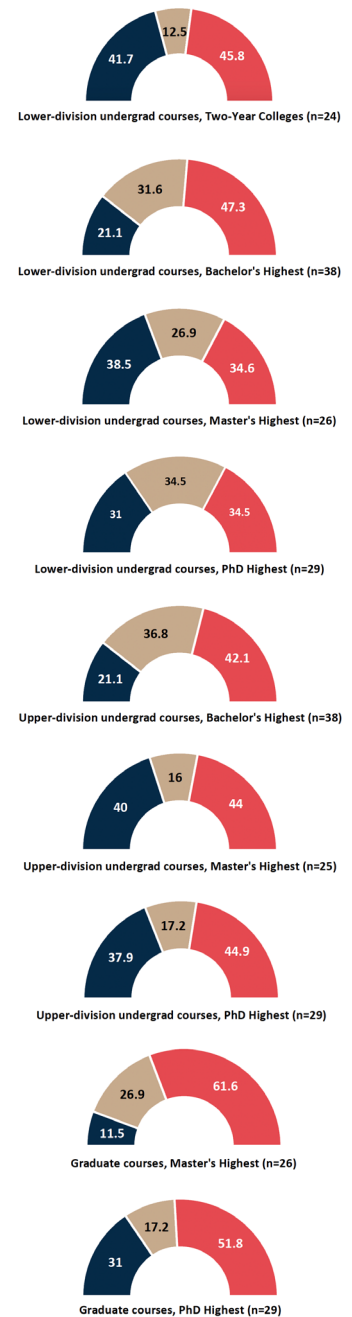 41.7 12.5 45.8
Lower-division undergrad courses, Two-Year Colleges (n=24)
21.1 31.6 47.3
Lower-division undergrad courses, Bachelor's Highest (n=38)
38.5 26.9 34.6
Lower-division undergrad courses, Master's Highest (n=26)
31 34.5 34.5
Lower-division undergrad courses, PhD Highest (n=29)
21.1 36.8 42.1
Upper-division undergrad courses, Bachelor's Highest (n=38)
40 16 44
Upper-division undergrad courses, Master's Highest (n=25)
37.9 17.2 44.9
Upper-division undergrad courses, PhD Highest (n=29)
11.5 26.9 61.6
Graduate courses, Master's Highest (n=26)
31 17.2 51.8
Graduate courses, PhD Highest (n=29)